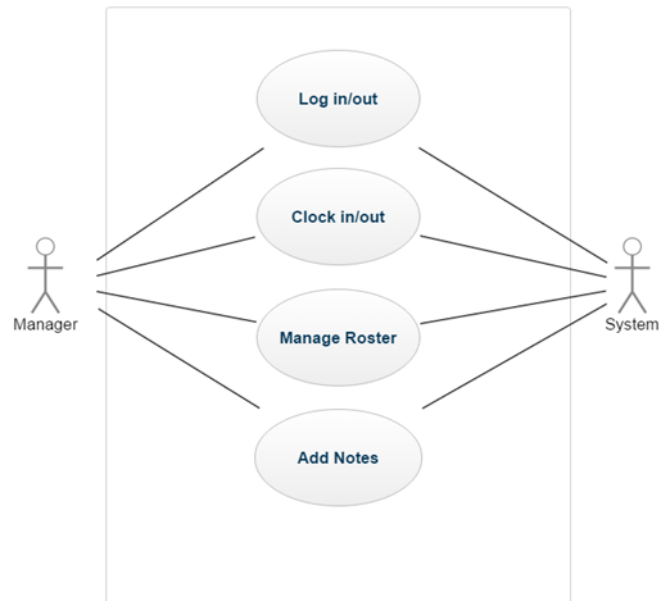 Log in/out
Clock in/out
Manager
System
Manage Roster
Add Notes